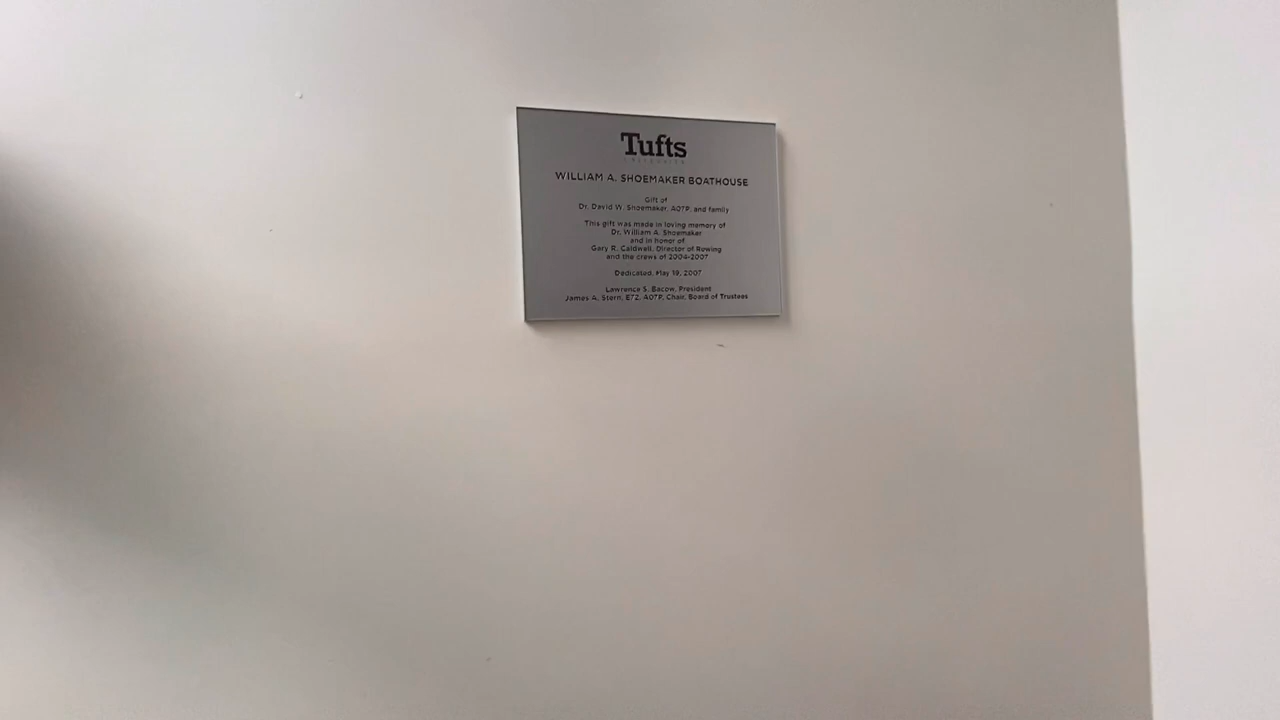 Tufts
UNIVERSITY
WILLIAM A. SHOEMAKER BOATHOUSE
Gift of
Dr. David W. Shoemaker, A07P, and family
This gift was made in loving memory of
Dr. William A. Shoemaker
and in honor of
Gary R. Caldwell, Director of Rowing
and the crews of 2004-2007
Dedicated, May 19, 2007
Lawrence S. Bacow, President
James A. Stern, E72, A07P, Chair, Board of Trustees